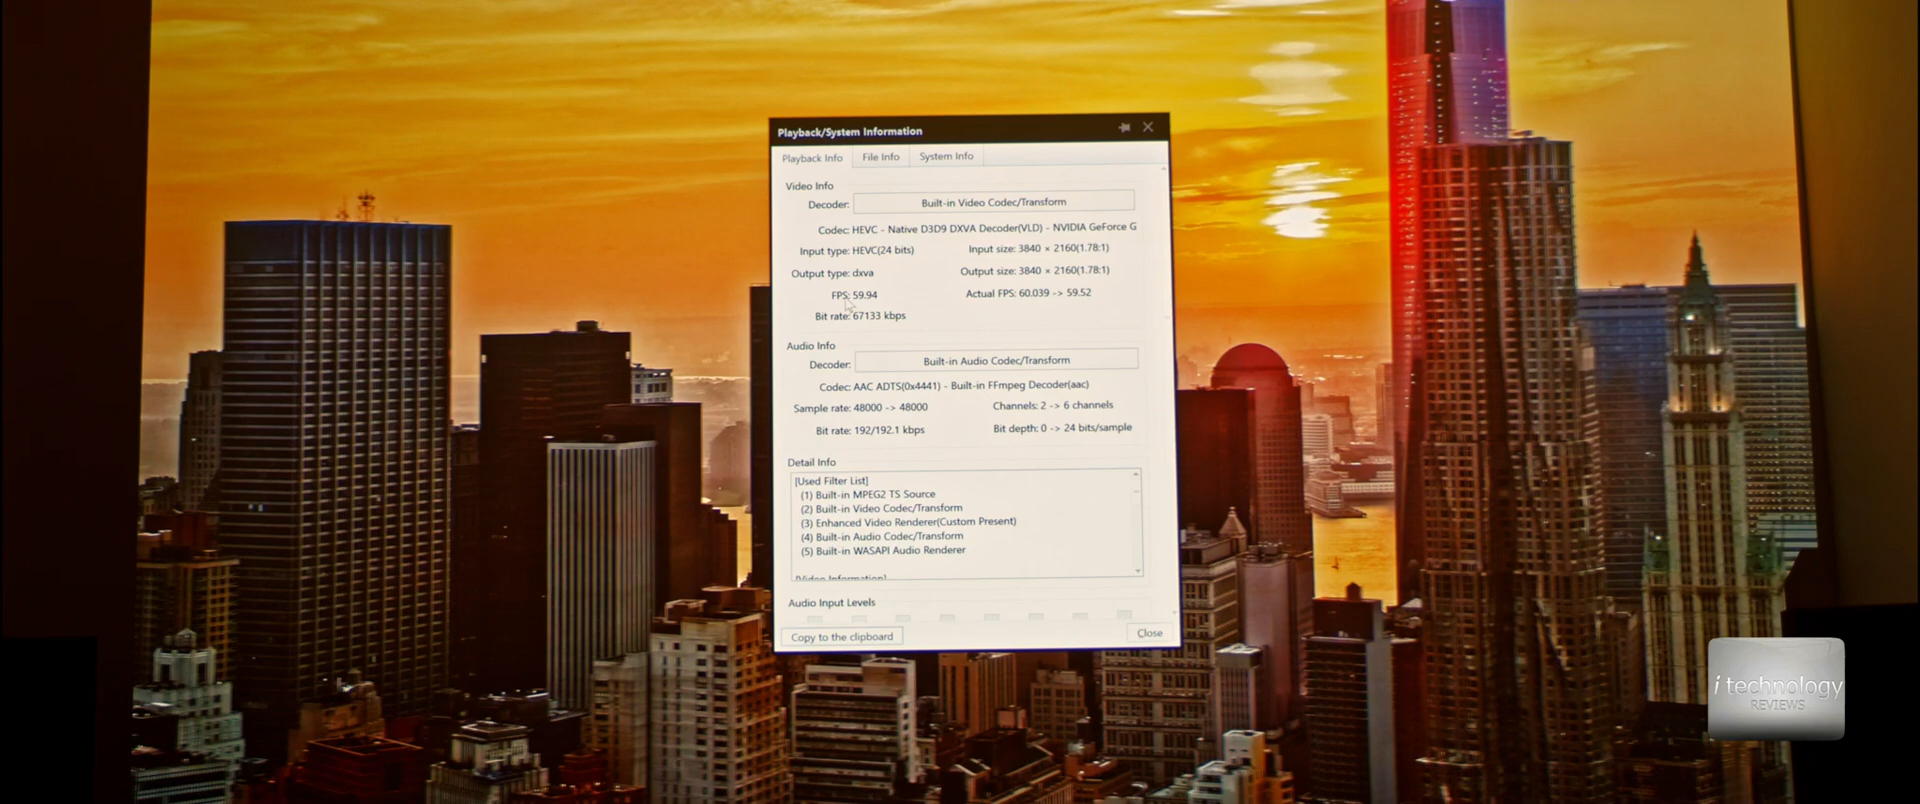 Playback/System Information
Playback Info File Info System Info
Video Info
Decoder: Built-in Video Codec/Transform
Codec: HEVC - Native D3D9 DXVA Decoder(VLD) - NVIDIA GeForce G
Input type: HEVC(24 bits) Input size: 3840 × 2160(1.78:1)
Output type: dxva Output size: 3840 × 2160(1.78:1)
FPS: 59.94 Actual FPS: 60.039 -> 59.52
Bit rate: 67133 kbps
Audio Info
Decoder: Built-in Audio Codec/Transform
Codec: AAC ADTS(0x4441) - Built-in FFmpeg Decoder(aac)
Sample rate: 48000 -> 48000 Channels: 2 -> 6 channels
Bit rate: 192/192.1 kbps Bit depth: 0 -> 24 bits/sample
Detail Info
[Used Filter List]
(1) Built-in MPEG2 TS Source
(2) Built-in Video Codec/Transform
(3) Enhanced Video Renderer(Custom Present)
(4) Built-in Audio Codec/Transform
(5) Built-in WASAPI Audio Renderer
[Video Information]
Audio Input Levels
Copy to the clipboard Close
i technology
REVIEWS